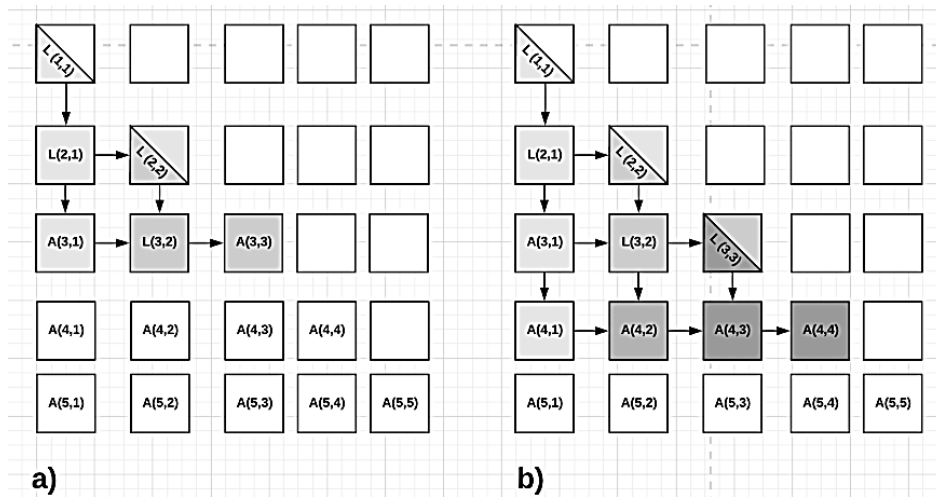 L (1,1) L (1,1)
L(2,1) L (2,2) L(2,1) L (2,2)
A(3,1) L(3,2) A(3,3) A(3,1) L(3,2) L (3,3)
A(4,1) A(4,2) A(4,3) A(4,4) A(4,1) A(4,2) A(4,3) A(4,4)
A(5,1) A(5,2) A(5,3) A(5,4) A(5,5) A(5,1) A(5,2) A(5,3) A(5,4) A(5,5)
a) b)